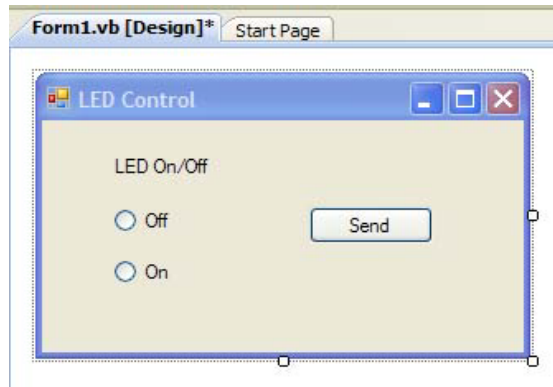 Form1.vb [Design]* Start Page
LED Control
LED On/Off
Off
Send
On